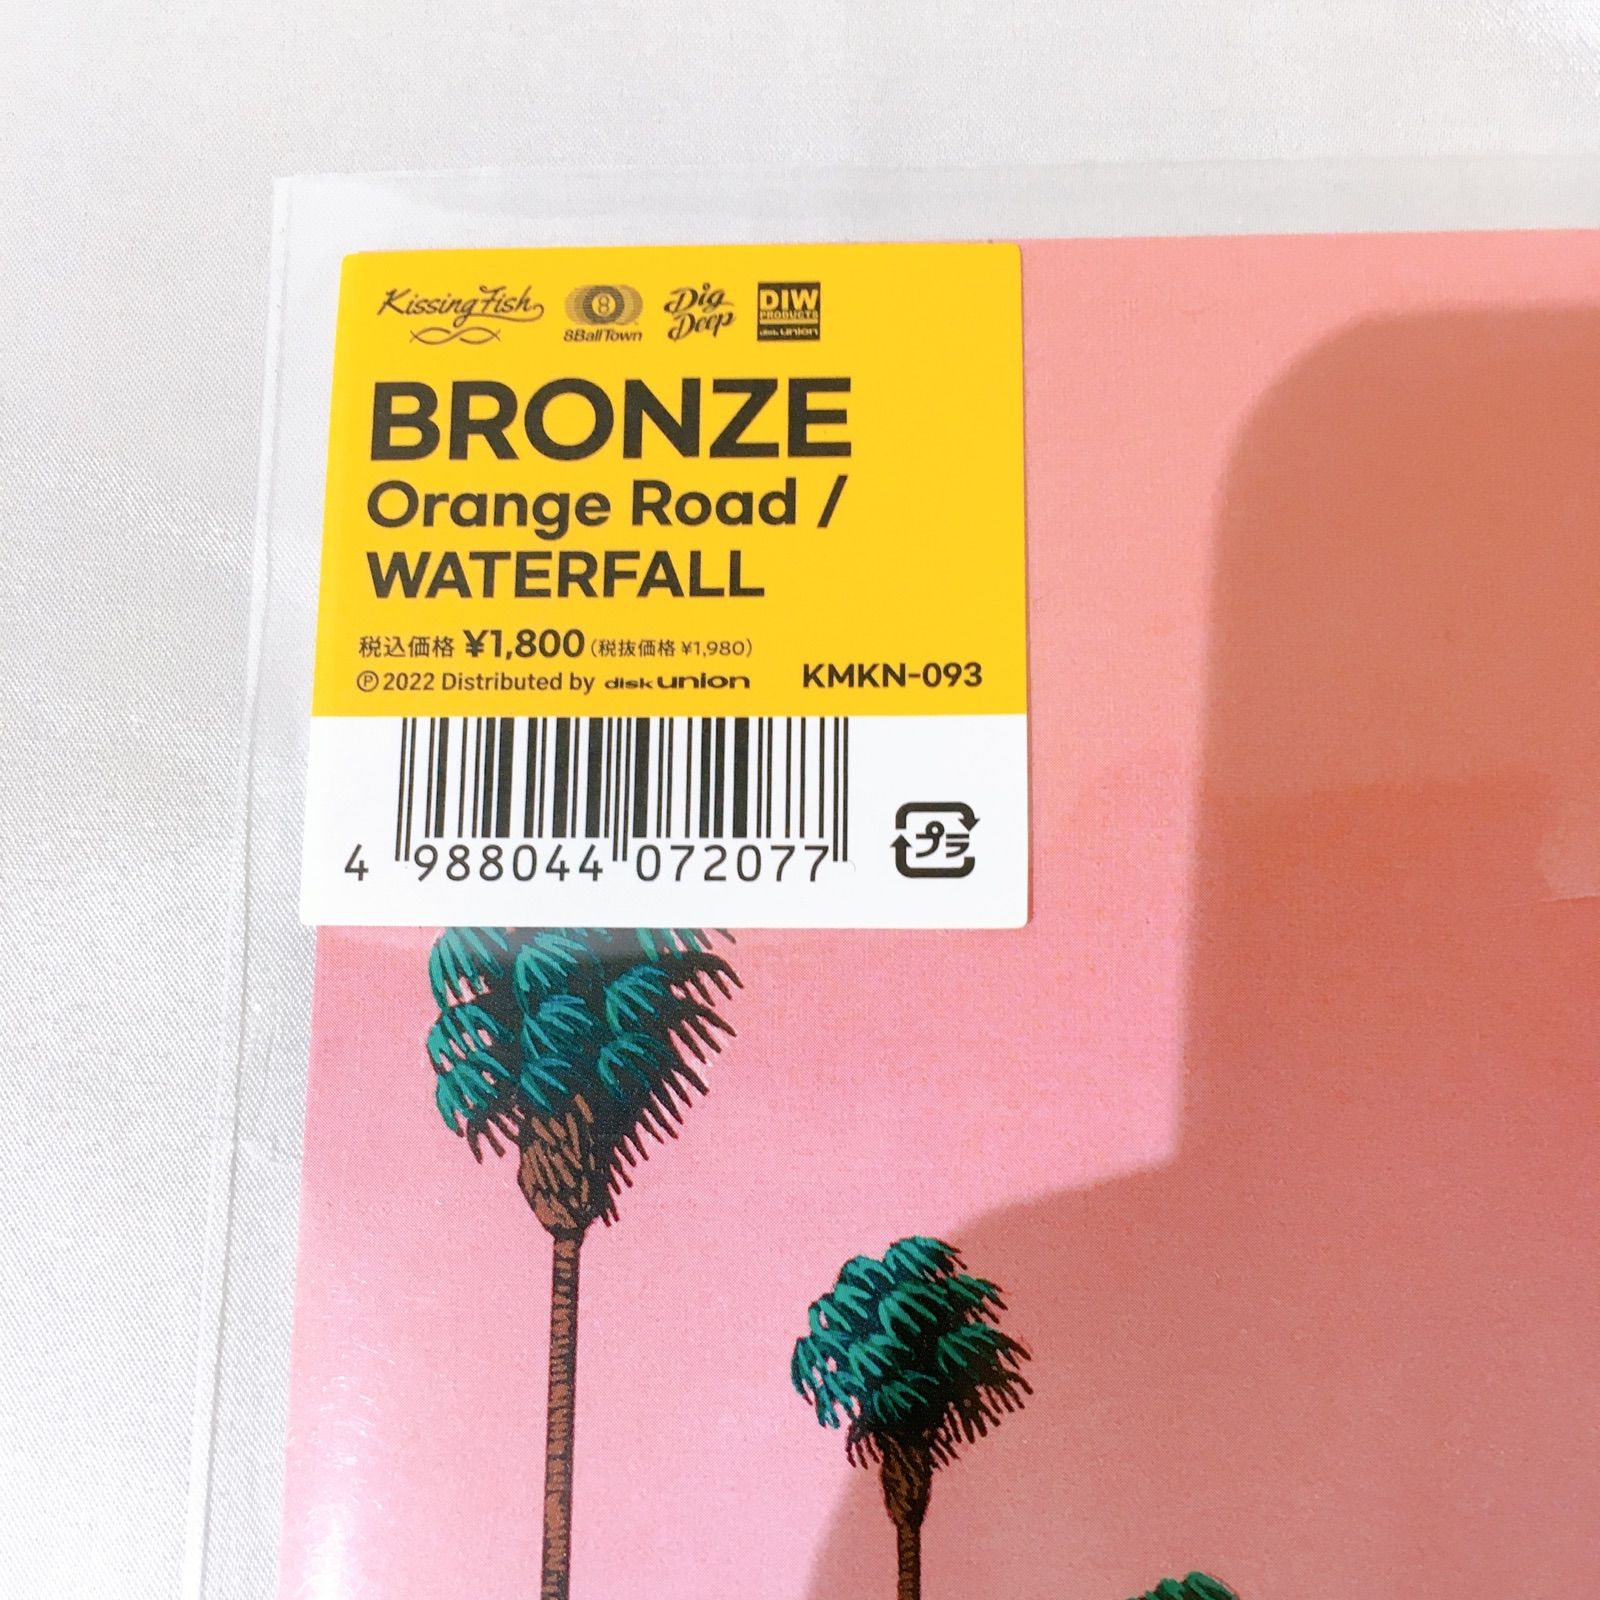 Kissing Fish
8
8BallTown
Dig
Deep
DIW
PRODUCTS
disk union
BRONZE
Orange Road /
WATERFALL
税込価格 ¥1,800 (税抜価格 ¥1,980)
Ⓟ 2022 Distributed by disk union
KMKN-093
4 988044 072077
プラ